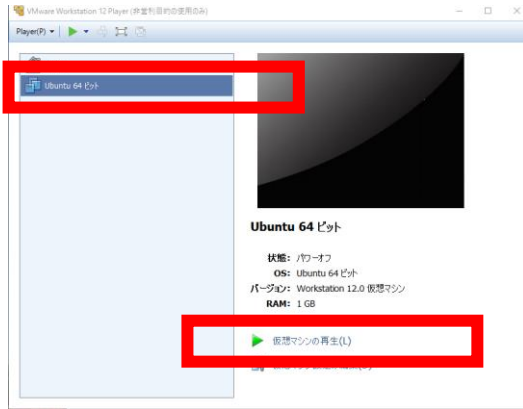 VMware Workstation 12 Player (非営利目的の使用のみ)
Player(P)
Ubuntu 64 ビット
Ubuntu 64 ビット
状態: パワーオフ
OS: Ubuntu 64 ビット
バージョン: Workstation 12.0 仮想マシン
RAM: 1 GB
仮想マシンの再生(L)